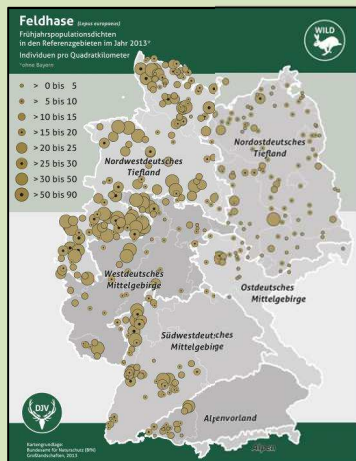 Feldhase (Lepus europaeus)
Frühjahrspopulationsdichten
in den Referenzgebieten im Jahr 2013*
Individuen pro Quadratkilometer
*ohne Bayern
WILD
> 0 bis 5
> 5 bis 10
> 10 bis 15
> 15 bis 20
> 20 bis 25
> 25 bis 30
> 30 bis 50
> 50 bis 90
Nordwestdeutsches
Tiefland
Nordostdeutsches
Tiefland
Westdeutsches
Mittelgebirge
Ostdeutsches
Mittelgebirge
Südwestdeutsches
Mittelgebirge
Alpenvorland
Alpen
DJV
Kartengrundlage:
Bundesamt für Naturschutz (BfN)
Großlandschaften, 2013